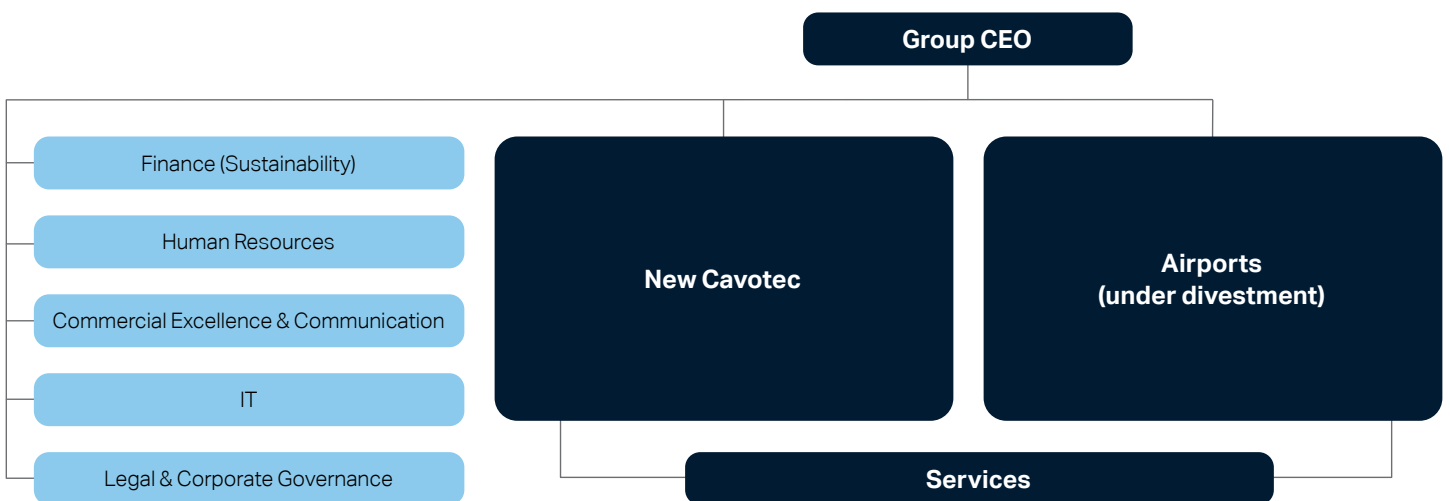 Group CEO
Finance (Sustainability)
Human Resources
Commercial Excellence & Communication
IT
Legal & Corporate Governance
New Cavotec
Airports
(under divestment)
Services